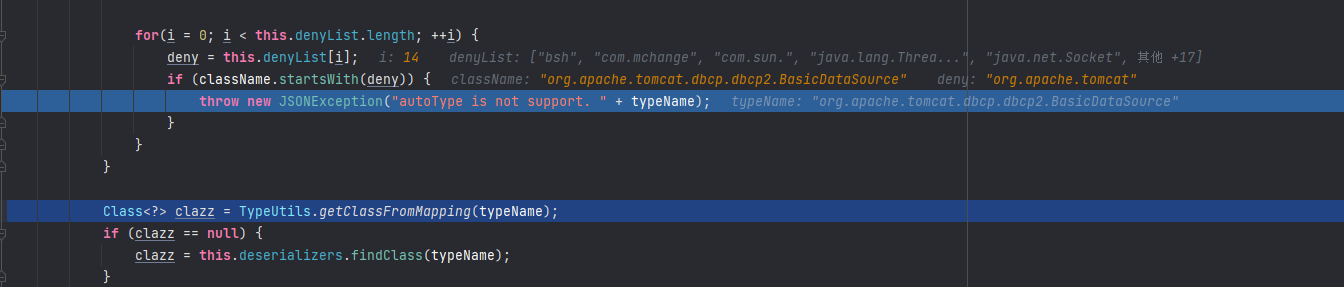 for(i = 0; i < this.denyList.length; ++i) {
deny = this.denyList[i]; i: 14 denyList: ["bsh", "com.mchange", "com.sun.", "java.lang.Threa...", "java.net.Socket", 其他 +17]
if (className.startsWith(deny)) { className: "org.apache.tomcat.dbcp.dbcp2.BasicDataSource" deny: "org.apache.tomcat"
throw new JSONException("autoType is not support. " + typeName); typeName: "org.apache.tomcat.dbcp.dbcp2.BasicDataSource"
}
}
}
Class<?> clazz = TypeUtils.getClassFromMapping(typeName);
if (clazz == null) {
clazz = this.deserializers.findClass(typeName);
}